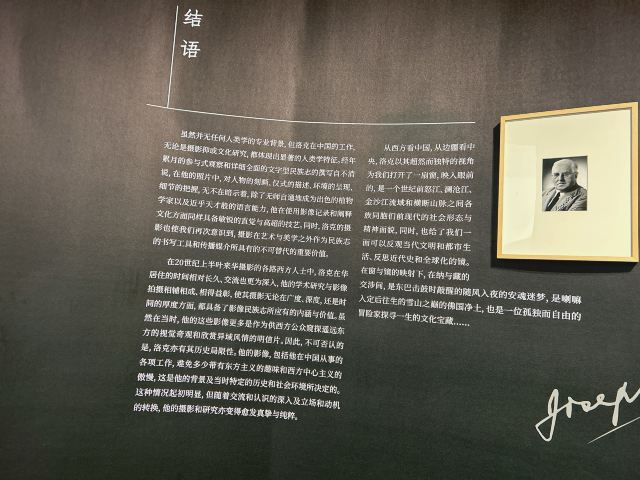 结语
虽然并无任何人类学的专业背景,但洛克在中国的工作,
无论是摄影抑或文化研究,都体现出显著的人类学特征,经年
累月的参与式观察和详细全面的文字型民族志的撰写自不消
说,在他的照片中,对人物的刻画、仪式的描述、环境的呈现、
细节的把握,无不在暗示着,除了无师自通地成为出色的植物
学家以及近乎天才般的语言能力,他在使用影像记录和阐释
文化方面同样具备敏锐的直觉与高超的技艺。同时,洛克的摄
影也使我们再次意识到,摄影在艺术与美学之外作为民族志
的书写工具和传播媒介所具有的不可替代的重要价值。
在20世纪上半叶来华摄影的各路西方人士中,洛克在华
居住的时间相对长久、交流也更为深入,他的学术研究与影像
拍摄相辅相成、相得益彰,使其摄影无论在广度、深度,还是时
间的厚度方面,都具备了影像民族志所应有的内涵与价值。虽
然在当时,他的这些影像更多是作为供西方公众窥探遥远东
方的视觉奇观和欣赏异域风情的明信片。因此,不可否认的
是,洛克亦有其历史局限性。他的影像,包括他在中国从事的
各项工作,难免多少带有东方主义的趣味和西方中心主义的
傲慢,这是他的背景及当时特定的历史和社会环境所决定的。
这种情况起初明显,但随着交流和认识的深入及立场和动机
的转换,他的摄影和研究亦变得愈发真挚与纯粹。
从西方看中国,从边疆看中
央,洛克以其超然而独特的视角
为我们打开了一扇窗,映入眼前
的,是一个世纪前怒江、澜沧江、
金沙江流域和横断山脉之间各
族同胞们前现代的社会形态与
精神面貌,同时,也给了我们一
面可以反观当代文明和都市生
活、反思近代史和全球化的镜。
在窗与镜的映射下,在纳与藏的
交涉间,是东巴击鼓时敲醒的随风入夜的安魂迷梦,是喇嘛
入定后往生的雪山之巅的佛国净土,也是一位孤独而自由的
冒险家探寻一生的文化宝藏……
Joseph